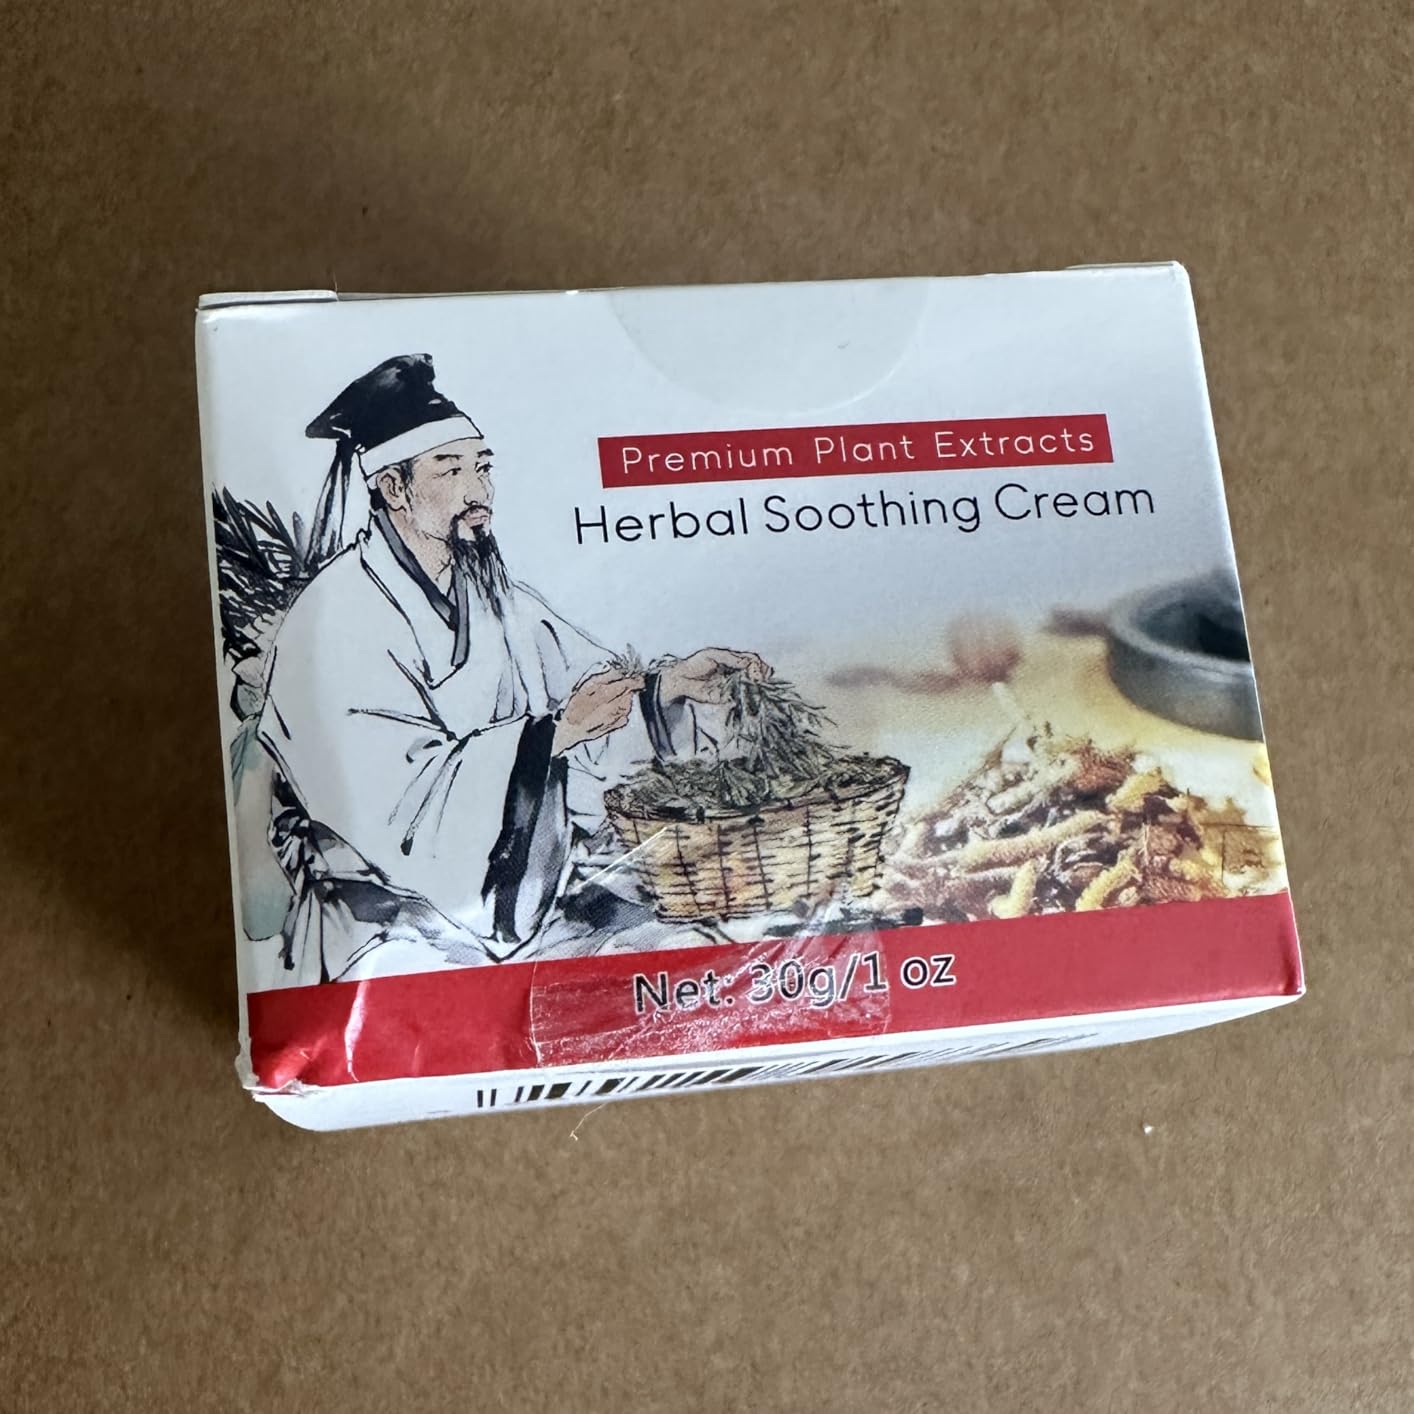 Premium Plant Extracts
Herbal Soothing Cream
Net: 30g/1 oz